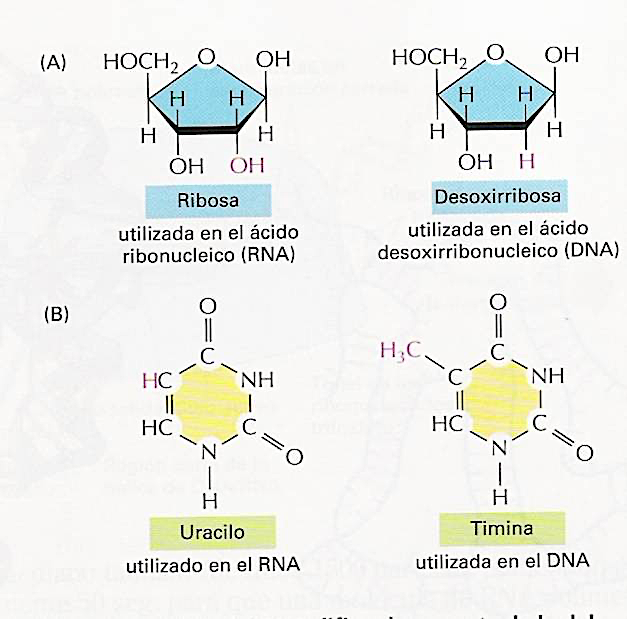 (A)
HOCH₂ O OH
H H
H H
OH OH
Ribosa
utilizada en el ácido
ribonucleico (RNA)
HOCH₂ O OH
H H
H H
OH H
Desoxirribosa
utilizada en el ácido
desoxirribonucleico (DNA)
(B)
O
C
HC NH
HC C
N O
H
Uracilo
utilizado en el RNA
O
H₃C C
C NH
HC C
N O
H
Timina
utilizada en el DNA